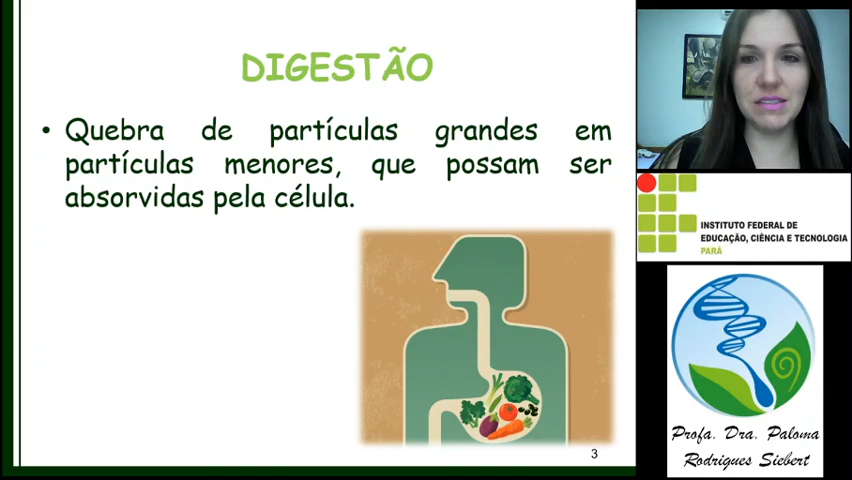 DIGESTÃO
• Quebra de partículas grandes em
partículas menores, que possam ser
absorvidas pela célula.
3
INSTITUTO FEDERAL DE
EDUCAÇÃO, CIÊNCIA E TECNOLOGIA
PARÁ
Profa. Dra. Paloma
Rodrigues Siebert